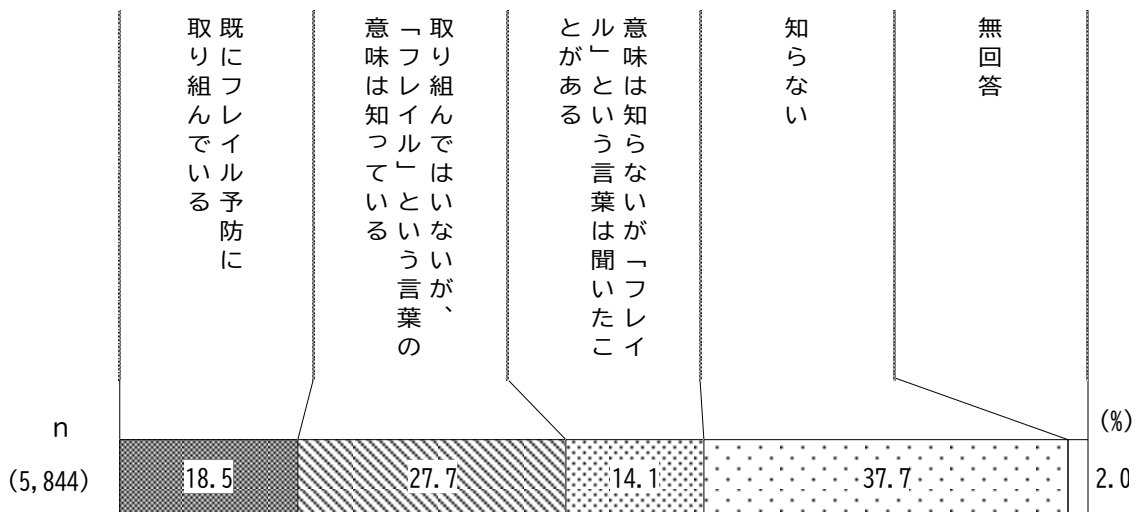 既にフレイル予防に
取り組んでいる
取り組んではいないが、
「フレイル」という言葉の
意味は知っている
意味は知らないが「フレイ
ル」という言葉は聞いたこ
とがある
知らない
無回答
n
(%)
(5,844)
18.5
27.7
14.1
37.7
2.0